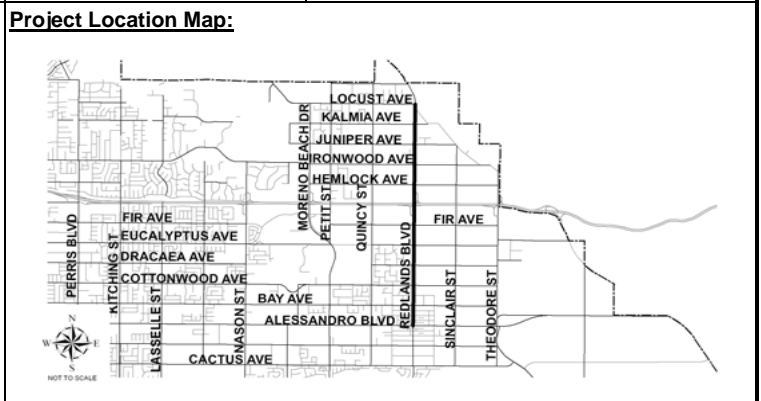 Project Location Map:
LOCUST AVE
KALMIA AVE
JUNIPER AVE
IRONWOOD AVE
HEMLOCK AVE
MORENO BEACH DR
PETIT ST
QUINCY ST
FIR AVE
FIR AVE
EUCALYPTUS AVE
DRACAEA AVE
COTTONWOOD AVE
BAY AVE
ALESSANDRO BLVD
CACTUS AVE
PERRIS BLVD
KITCHING ST
LASSELLE ST
NASON ST
REDLANDS BLVD
SINCLAIR ST
THEODORE ST
N
W E
S
NOT TO SCALE